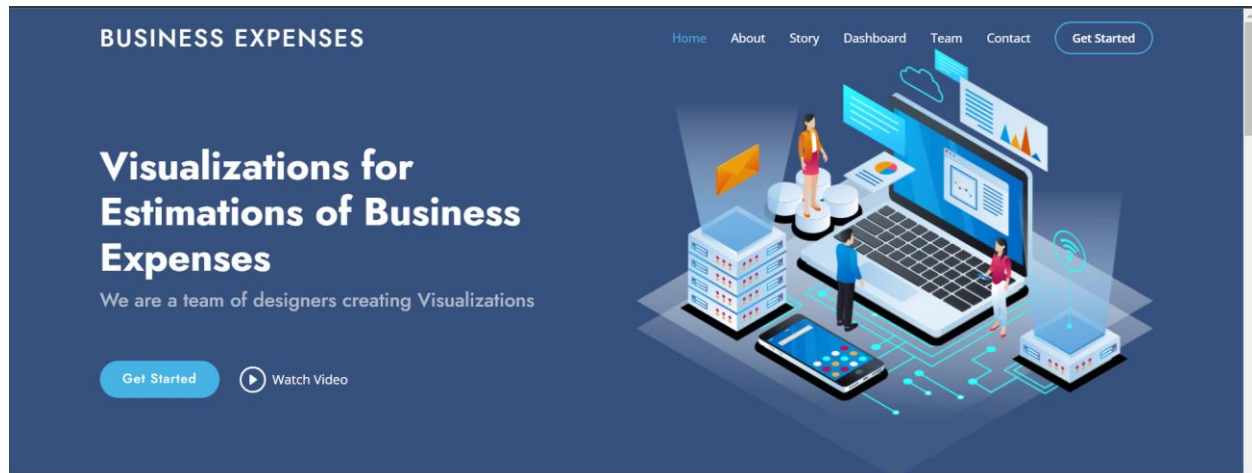 BUSINESS EXPENSES
Home About Story Dashboard Team Contact Get Started
Visualizations for
Estimations of Business
Expenses
We are a team of designers creating Visualizations
Get Started Watch Video